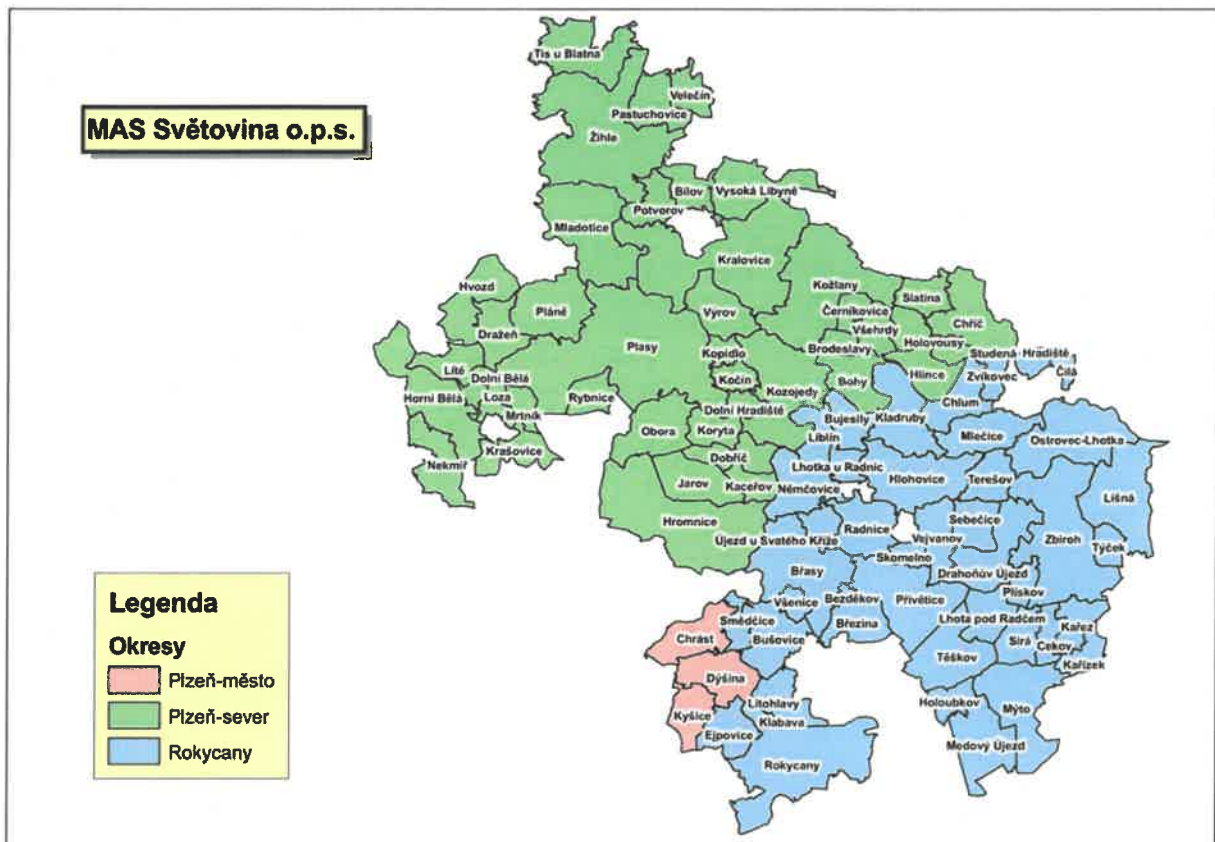 MAS Světovina o.p.s.
Tis u Blatna
Velečín
Pastuchovice
Žihle
Bílov
Vysoká Libyně
Potvorov
Mladotice
Kralovice
Hvozd
Kožlany
Slatina
Pláně
Výrov
Černíkovice
Chříč
Dražeň
Všehrdy
Holovousy
Plasy
Kopidlo
Brodeslavy
Studená
Hradiště
Líté
Dolní Bělá
Kočín
Bohy
Hlince
Zvíkovec
Čilá
Horní Bělá
Loza
Rybnice
Kozojedy
Chlum
Mrtník
Dolní Hradiště
Bujesily
Kladruby
Obora
Koryta
Liblín
Mlečice
Ostrovec-Lhotka
Krašovice
Nekmíř
Dobříč
Lhotka u Radnic
Hlohovice
Terešov
Jarov
Kaceřov
Němčovice
Lišná
Hromnice
Radnice
Sebečice
Újezd u Svatého Kříže
Vejvanov
Zbiroh
Týček
Skomelno
Břasy
Drahoňův Újezd
Plískov
Všenice
Bezděkov
Přívětice
Smědčice
Březina
Lhota pod Radčem
Kařez
Chrást
Bušovice
Sirá
Cekov
Těškov
Kařízek
Dýšina
Litohlavy
Holoubkov
Mýto
Kyšice
Klabava
Ejpovice
Medový Újezd
Rokycany
Legenda
Okresy
Plzeň-město
Plzeň-sever
Rokycany